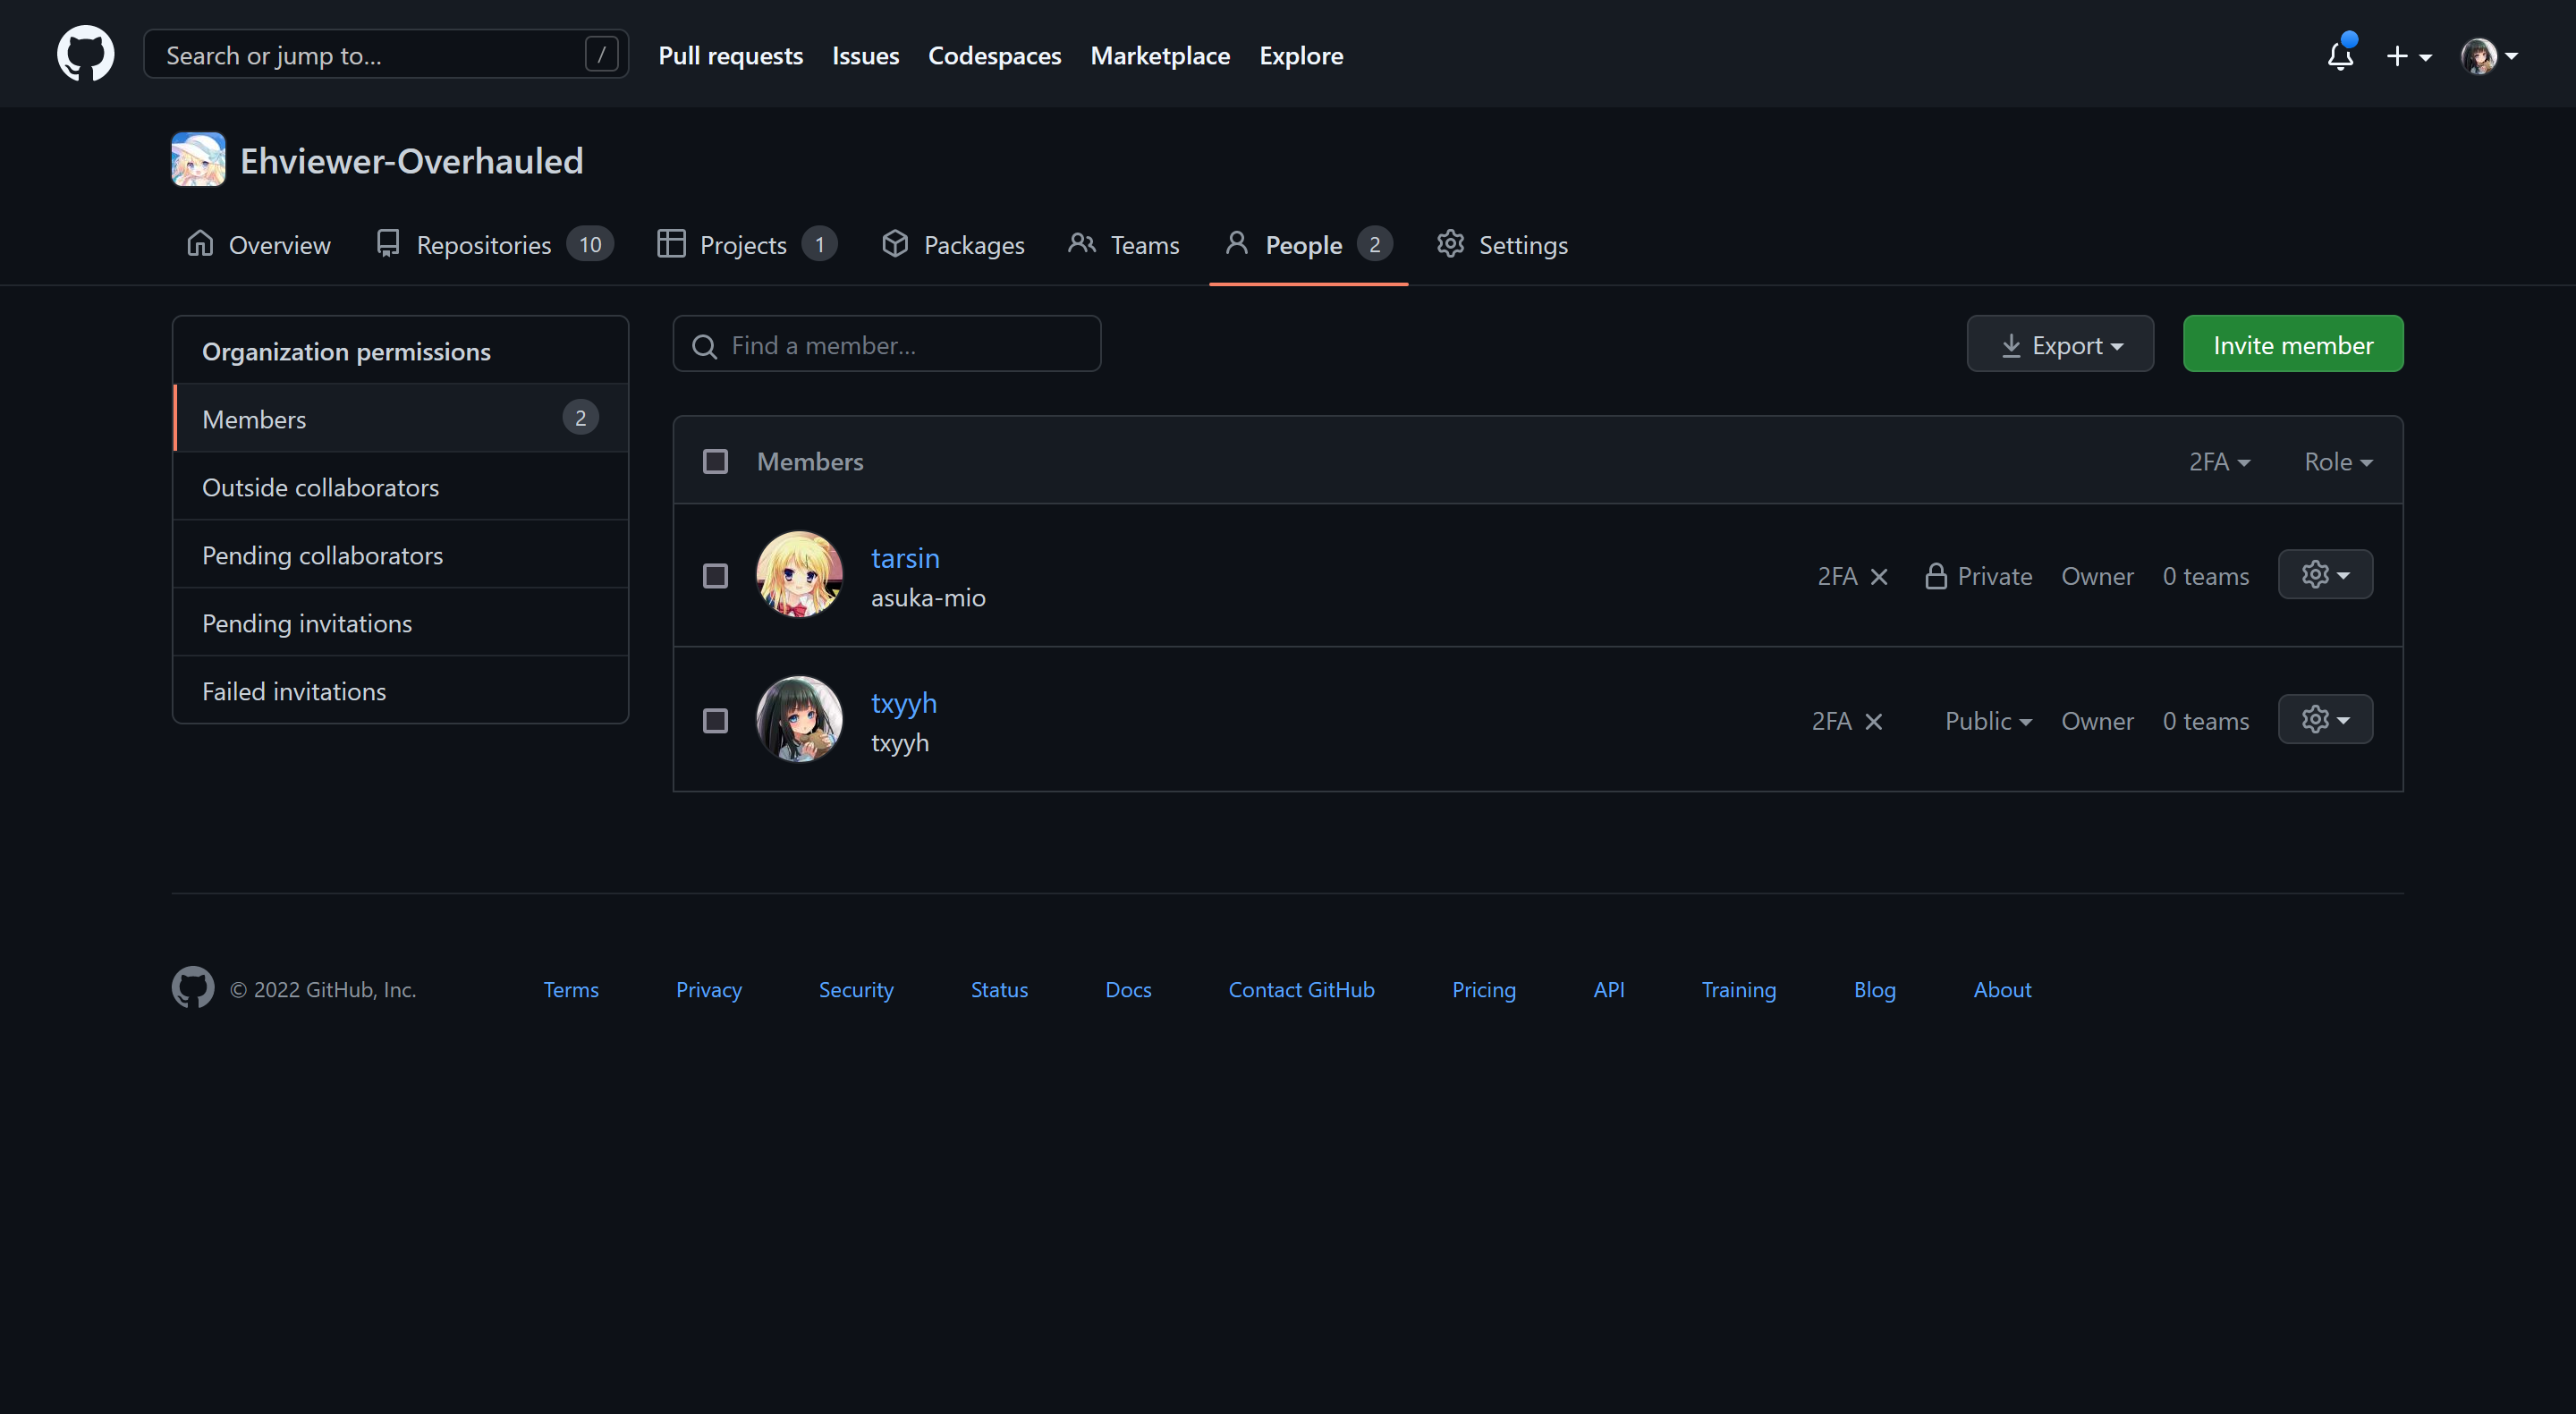 Search or jump to... /
Pull requests Issues Codespaces Marketplace Explore
Ehviewer-Overhauled
Overview Repositories 10 Projects 1 Packages Teams People 2 Settings
Organization permissions
Members 2
Outside collaborators
Pending collaborators
Pending invitations
Failed invitations
Find a member...
Export Invite member
Members 2FA Role
tarsin
asuka-mio
2FA Private Owner 0 teams
txyyh
txyyh
2FA Public Owner 0 teams
© 2022 GitHub, Inc. Terms Privacy Security Status Docs Contact GitHub Pricing API Training Blog About